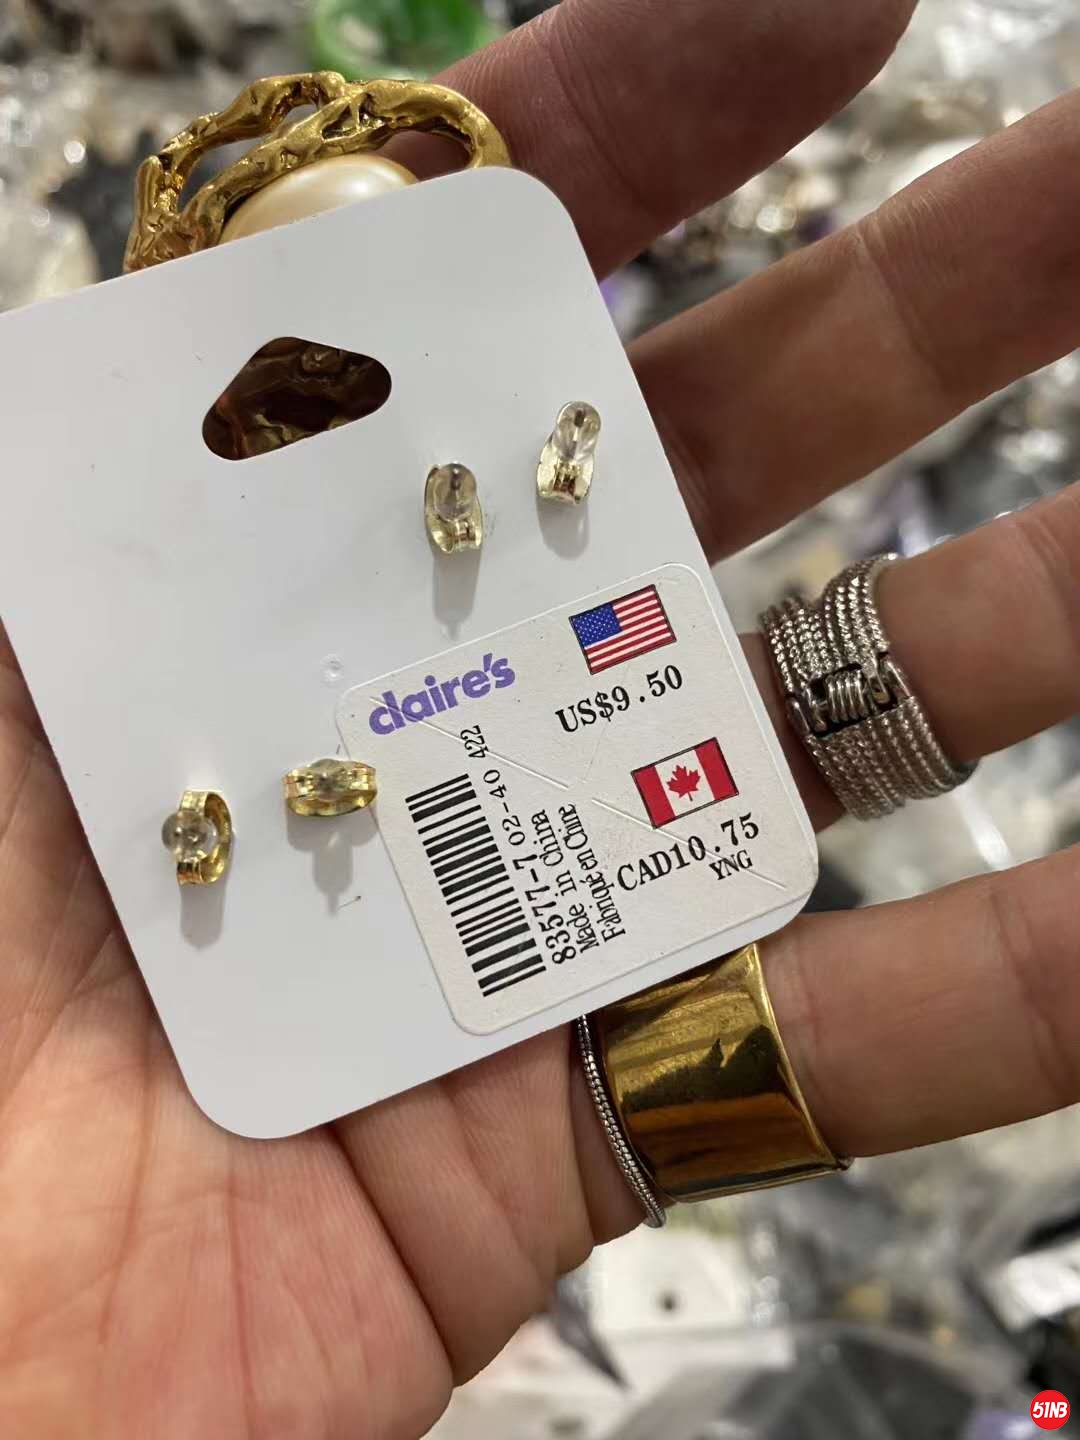 claire's
US$9.50
CAD10.75
YNG
422
83577-7 02-40
Made in China
Fabriqué en Chine
51NB